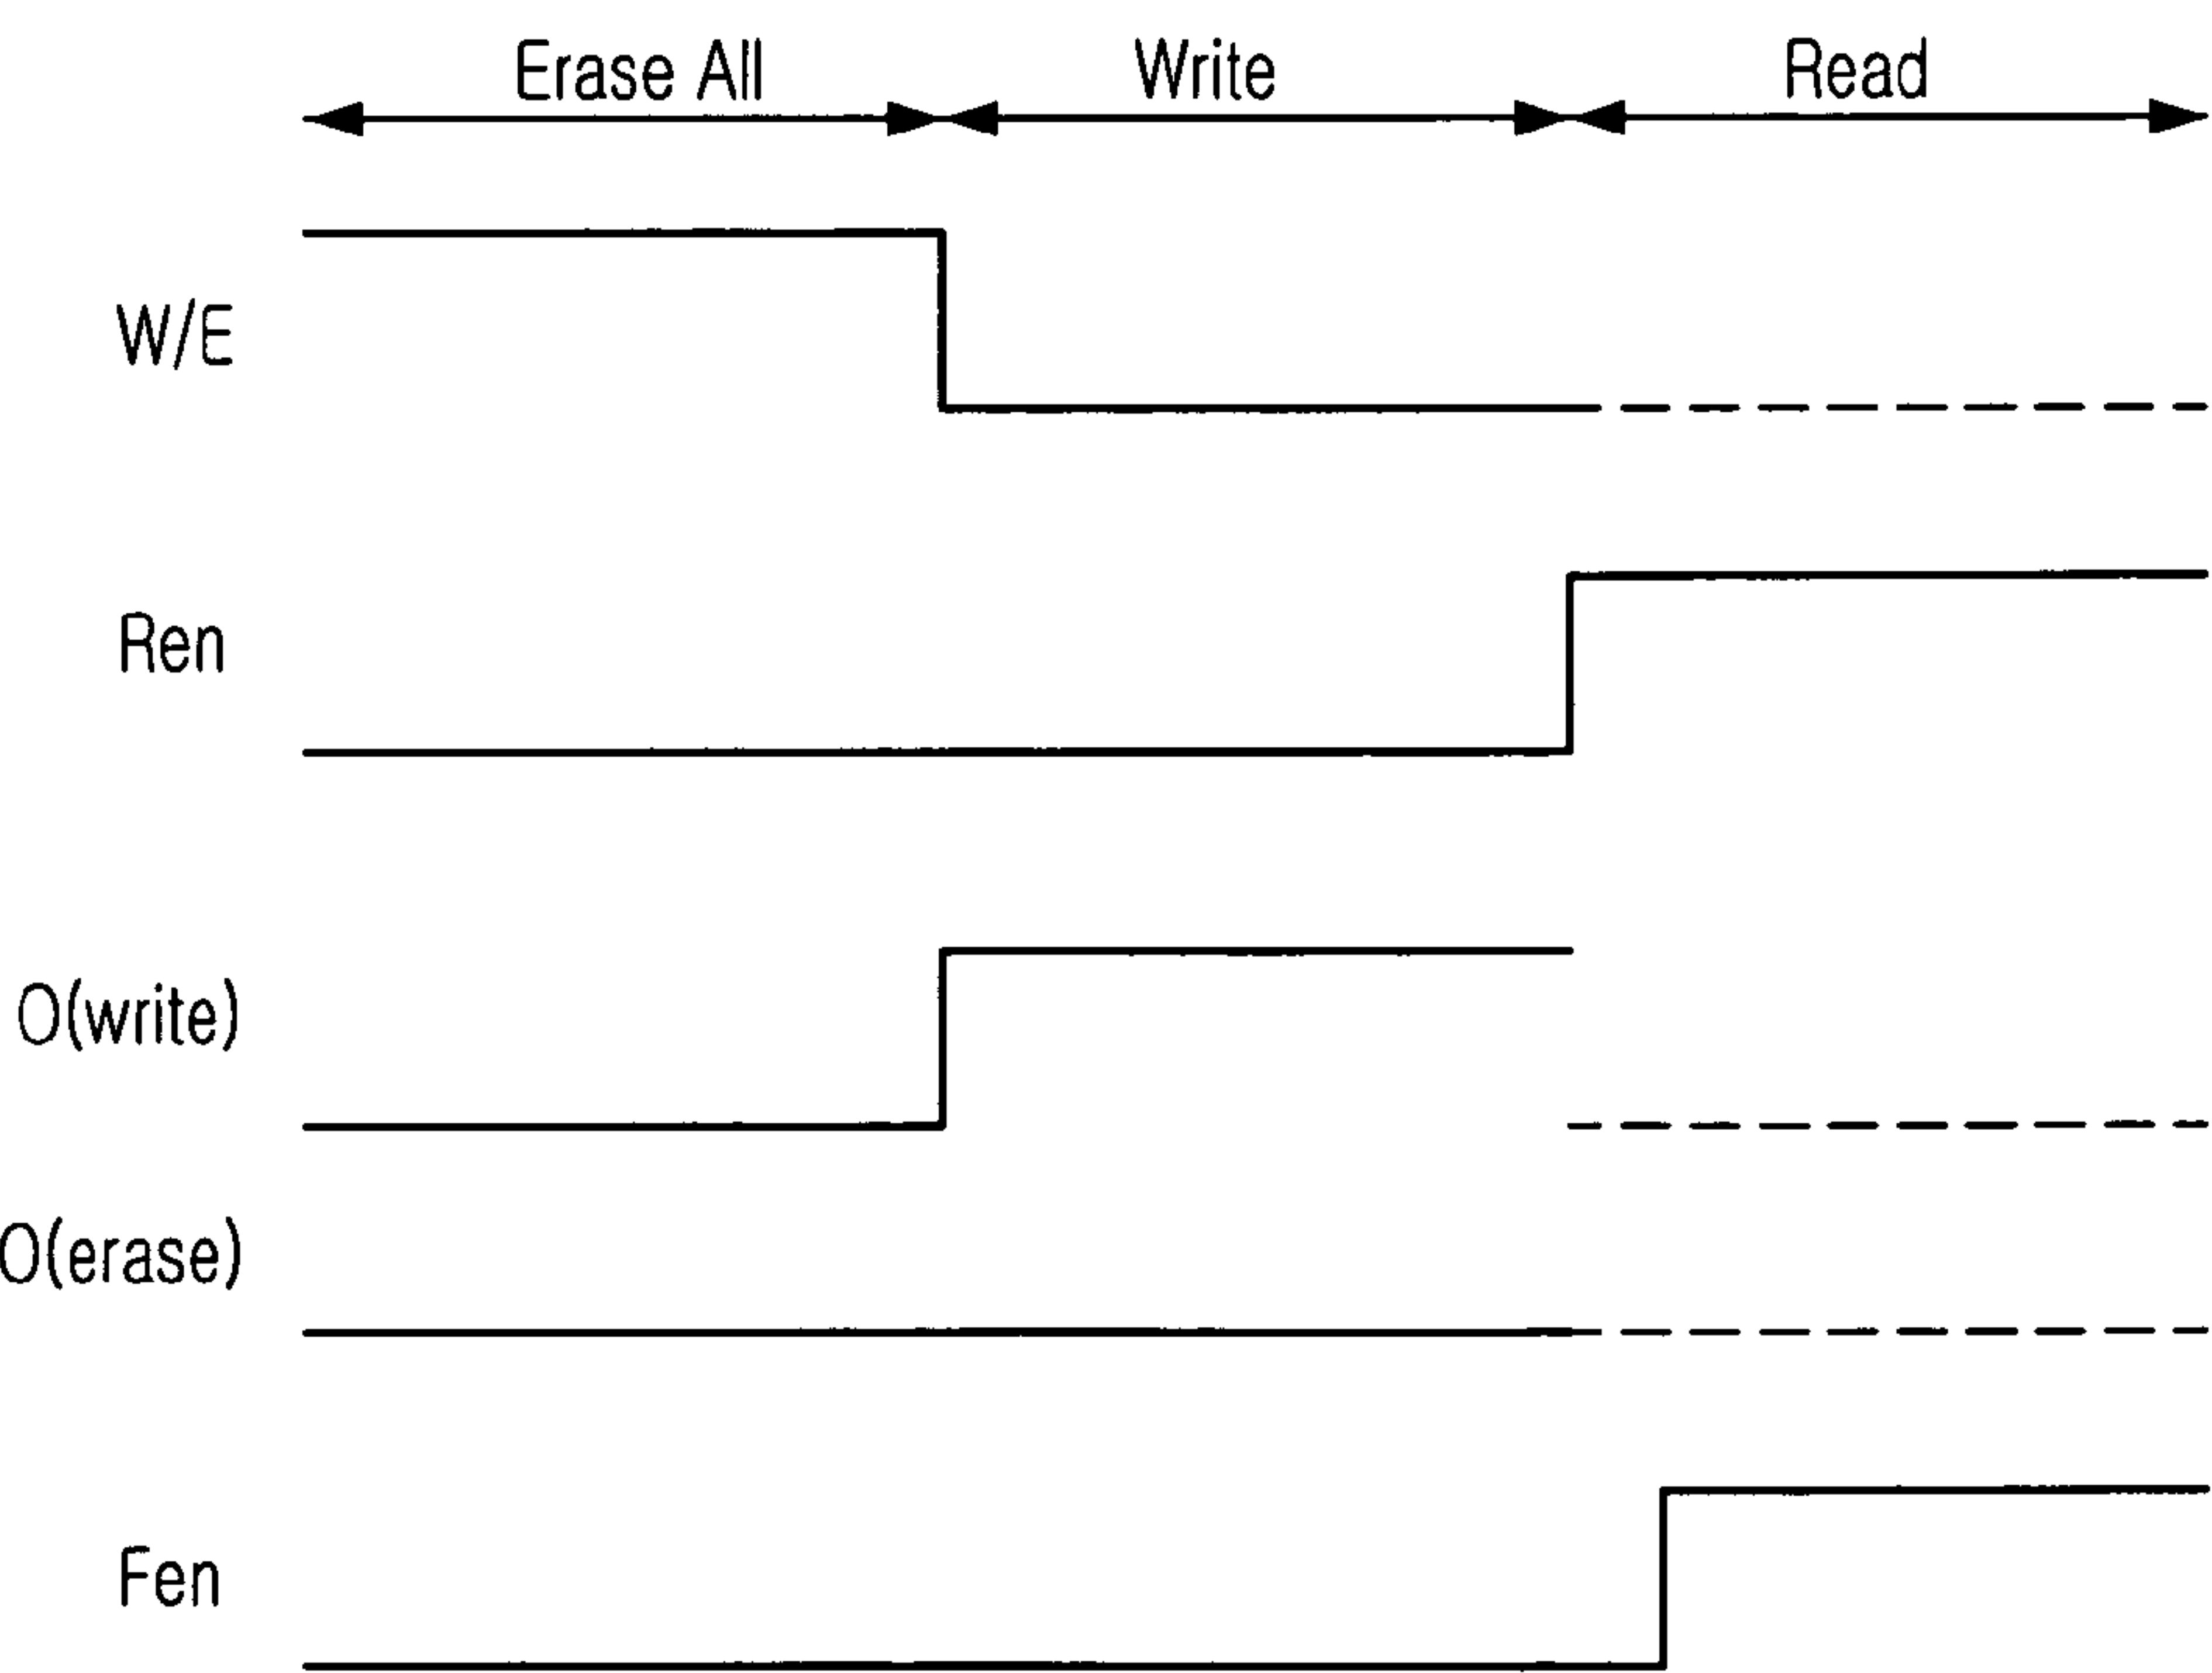 Erase All Write Read
W/E
Ren
O(write)
O(erase)
Fen